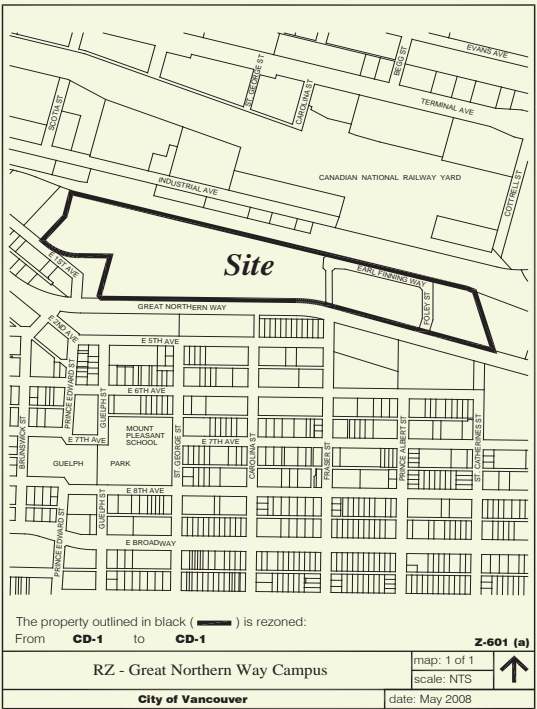 EVANS AVE
BEGG ST
ST. GEORGE ST
CAROLINA ST
TERMINAL AVE
SCOTIA ST
CANADIAN NATIONAL RAILWAY YARD
COTTRELL ST
INDUSTRIAL AVE
E 1ST AVE
Site
EARL FINNING WAY
FOLEY ST
GREAT NORTHERN WAY
E 2ND AVE
E 5TH AVE
PRINCE EDWARD ST
GUELPH ST
E 6TH AVE
BRUNSWICK ST
MOUNT
PLEASANT
SCHOOL
ST. GEORGE ST
E 7TH AVE
E 7TH AVE
CAROLINA ST
FRASER ST
PRINCE ALBERT ST
ST. CATHERINES ST
GUELPH PARK
E 8TH AVE
GUELPH ST
PRINCE EDWARD ST
E BROADWAY
The property outlined in black ( ) is rezoned:
From CD-1 to CD-1
Z-601 (a)
RZ - Great Northern Way Campus
map: 1 of 1
scale: NTS
City of Vancouver
date: May 2008